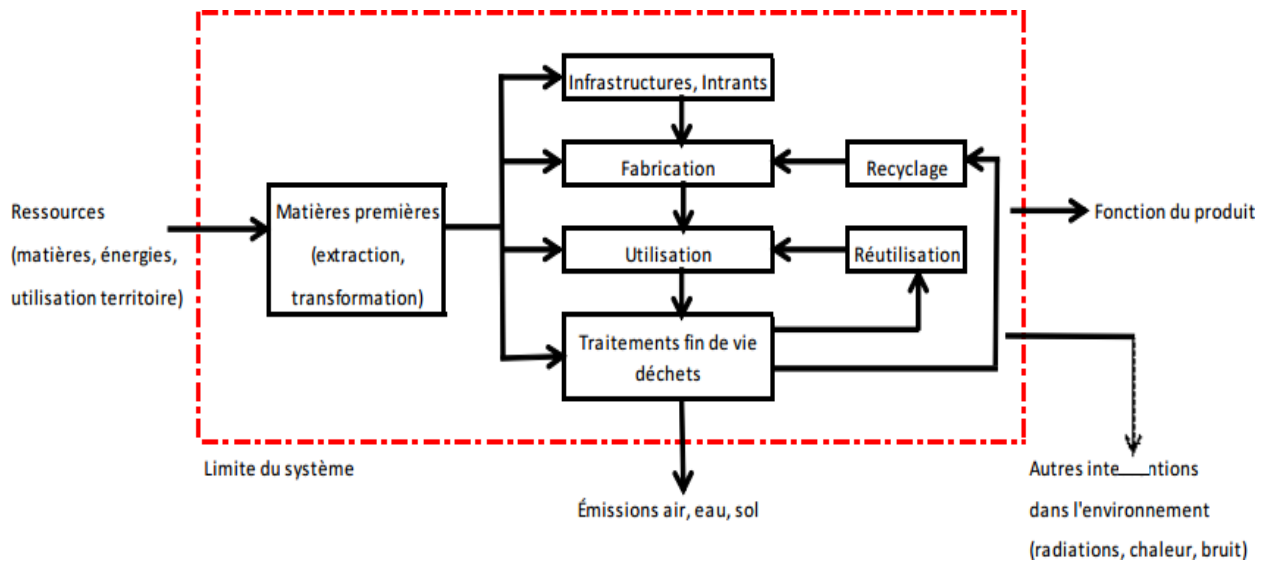 Infrastructures, Intrants
Fabrication
Recyclage
Ressources
(matières, énergies,
utilisation territoire)
Matières premières
(extraction,
transformation)
Fonction du produit
Utilisation
Réutilisation
Traitements fin de vie
déchets
Limite du système
Émissions air, eau, sol
Autres
dans l'environnement
(radiations, chaleur, bruit)